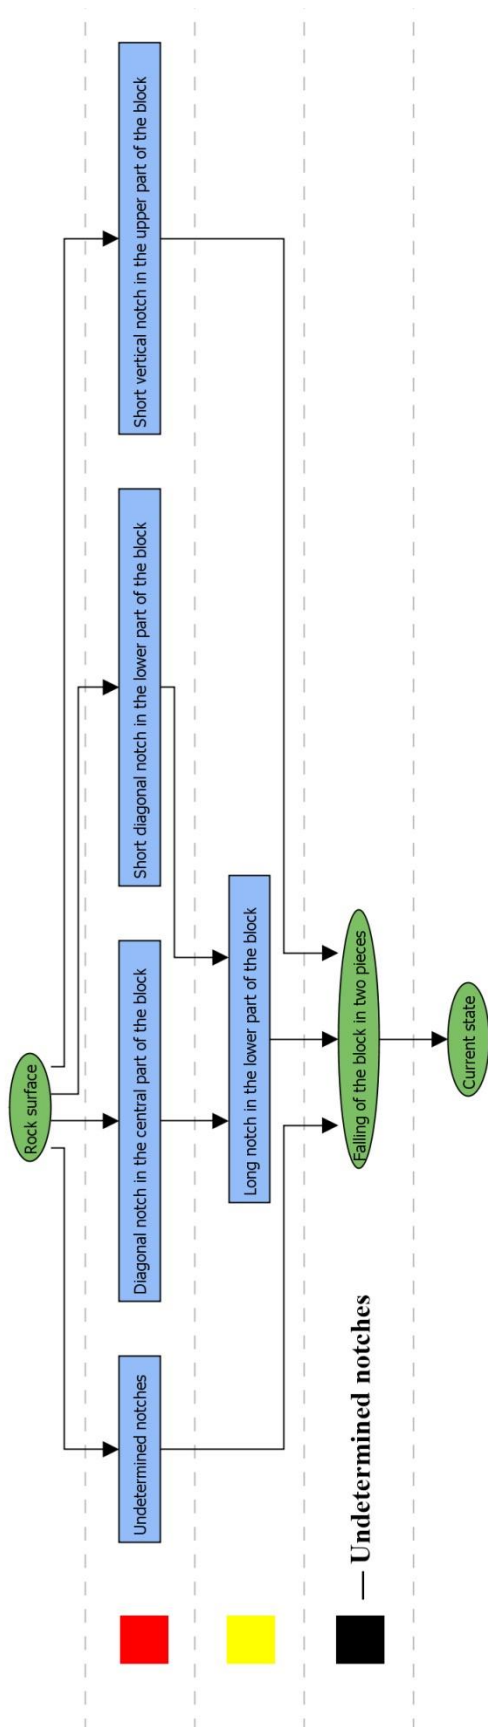 Rock surface
Undetermined notches
Diagonal notch in the central part of the block
Short diagonal notch in the lower part of the block
Short vertical notch in the upper part of the block
Long notch in the lower part of the block
— Undetermined notches
Falling of the block in two pieces
Current state